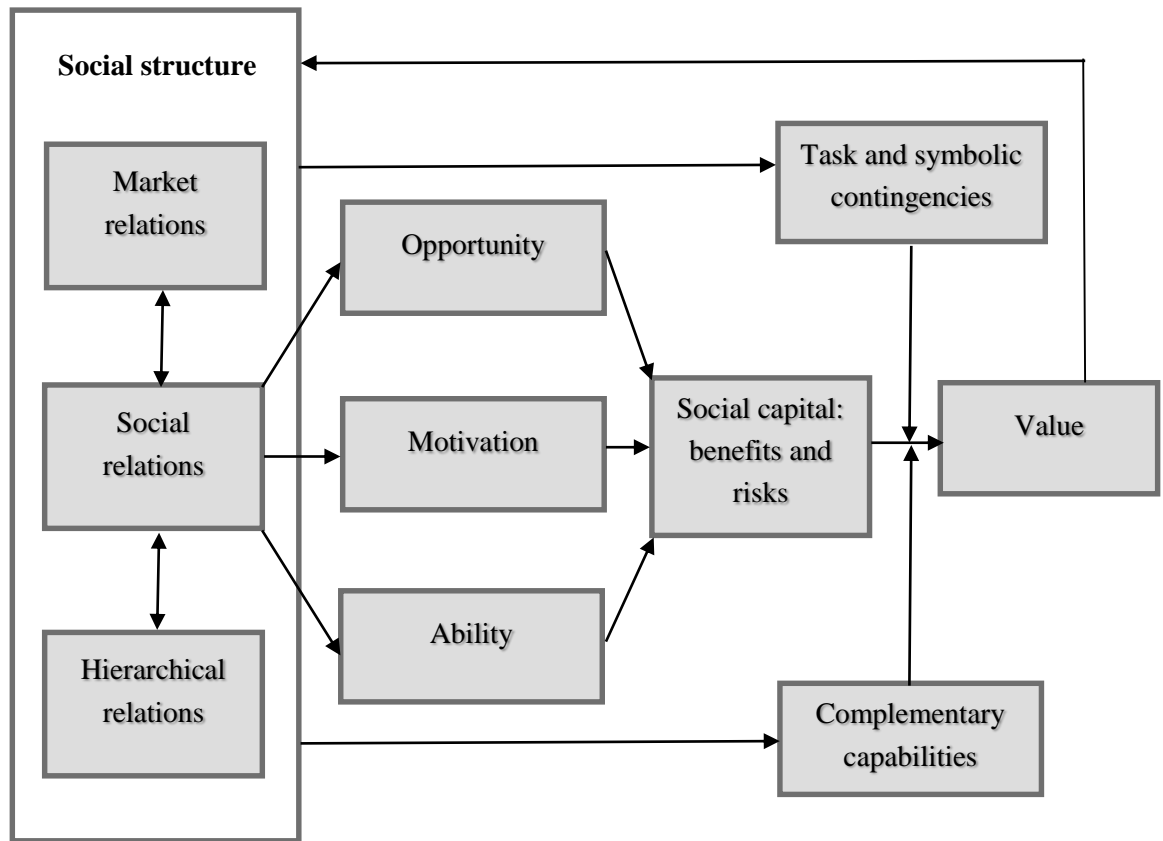 Social structure
Market
relations
Social
relations
Hierarchical
relations
Opportunity
Motivation
Ability
Social capital:
benefits and
risks
Task and symbolic
contingencies
Complementary
capabilities
Value